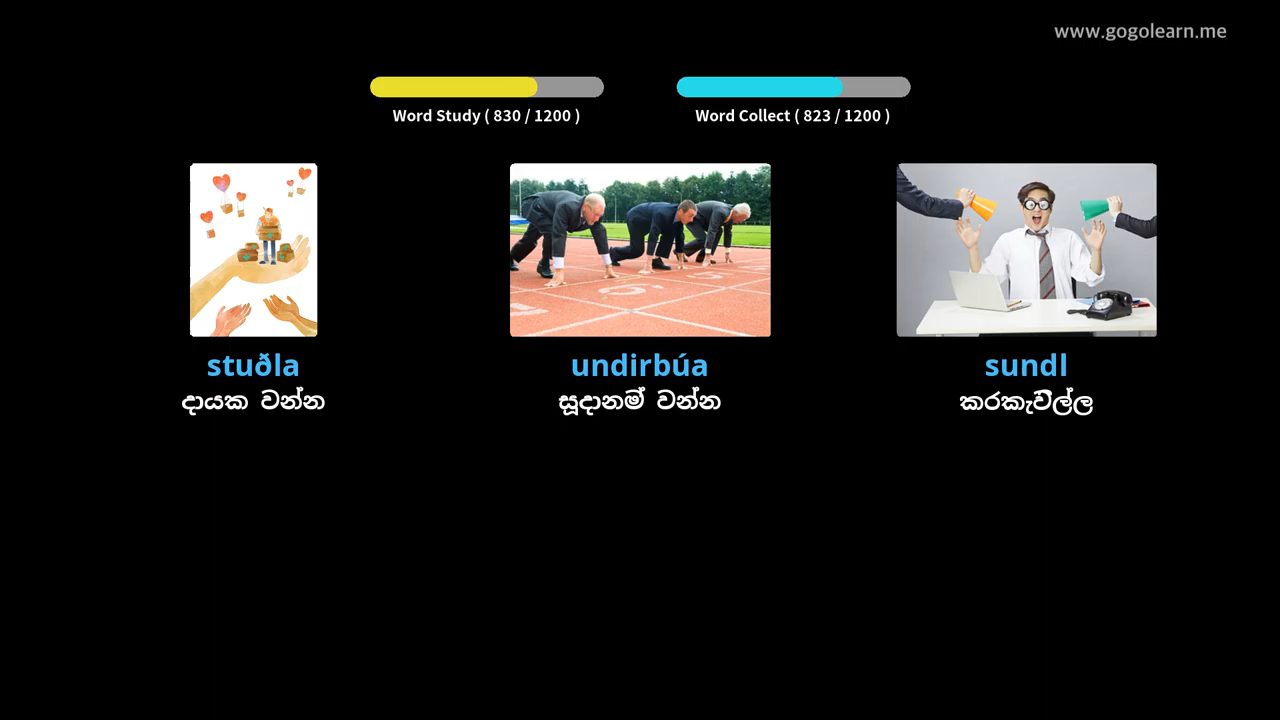 www.gogolearn.me
Word Study ( 830 / 1200 )
Word Collect ( 823 / 1200 )
stuðla
undirbúa
sundl
දායක වන්න
සූදානම් වන්න
කරකැවිල්ල